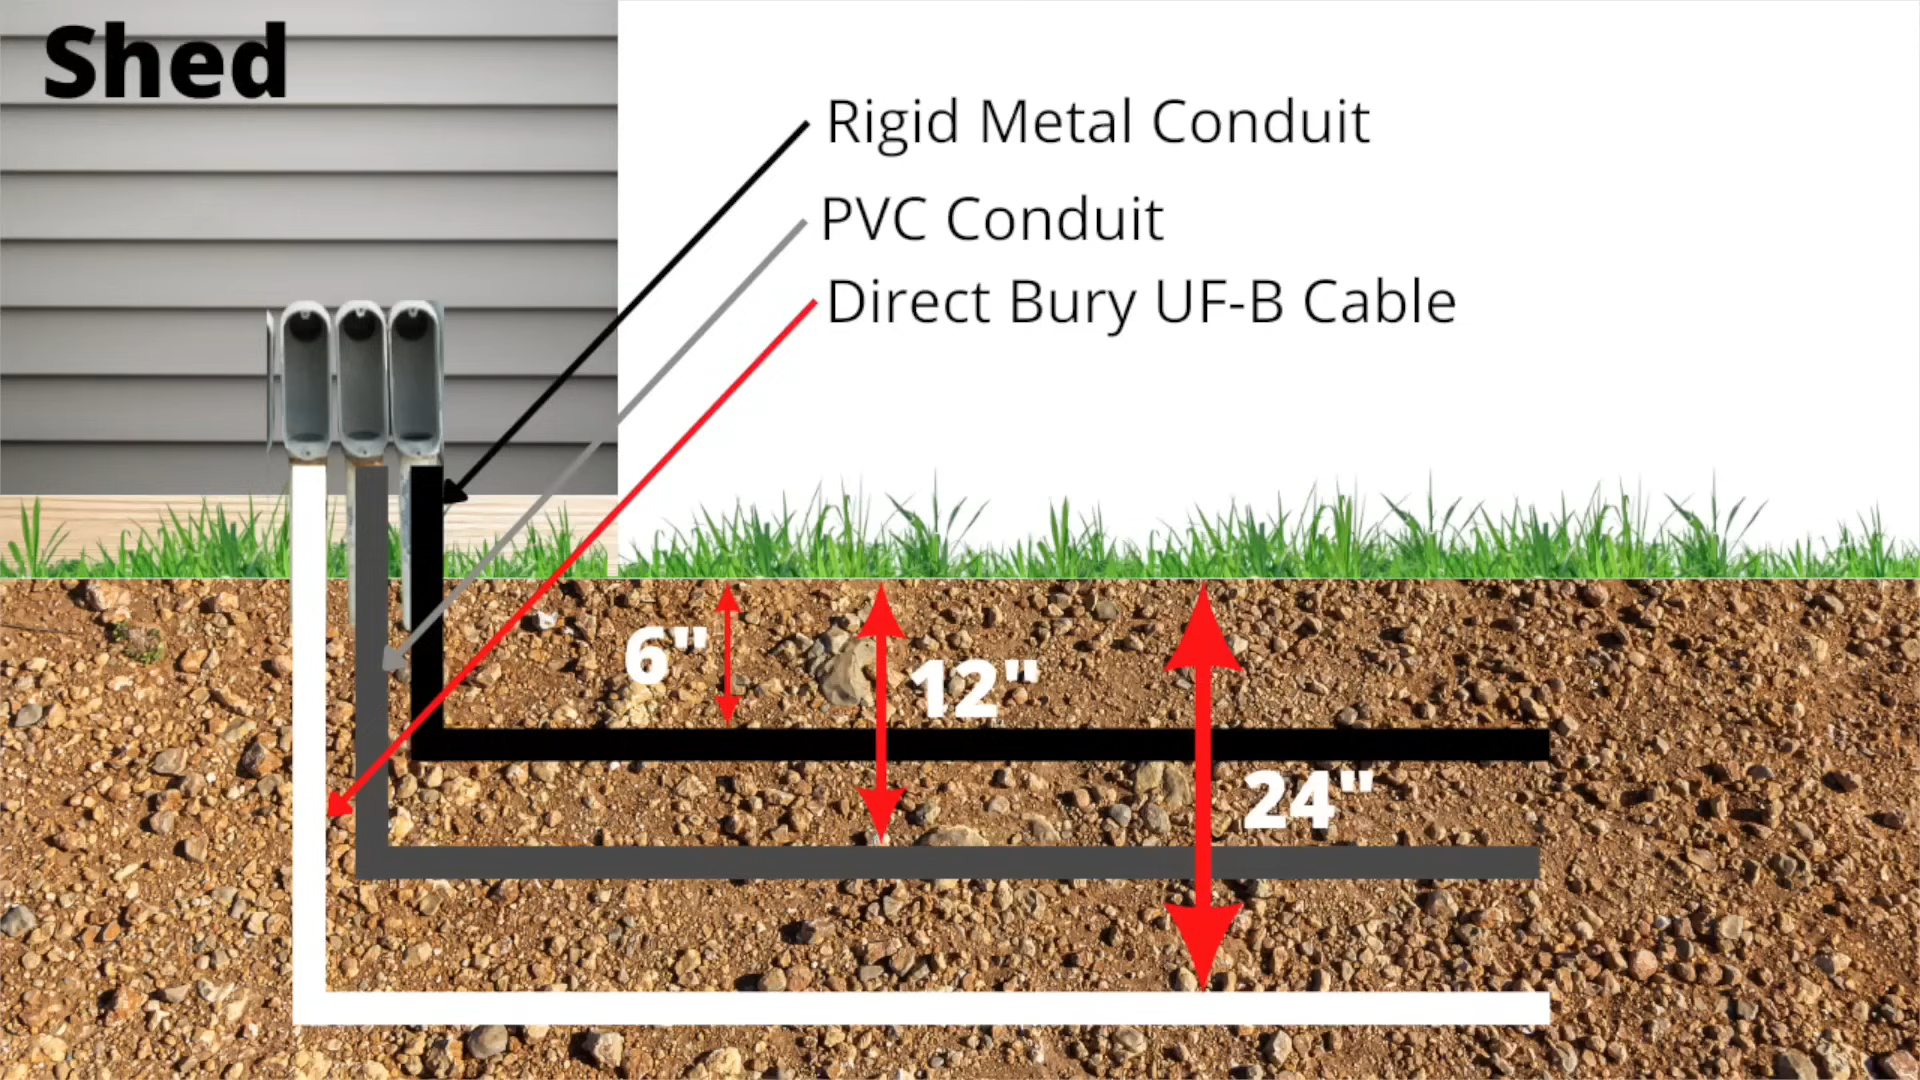 Shed
Rigid Metal Conduit
PVC Conduit
Direct Bury UF-B Cable
6"
12"
24"